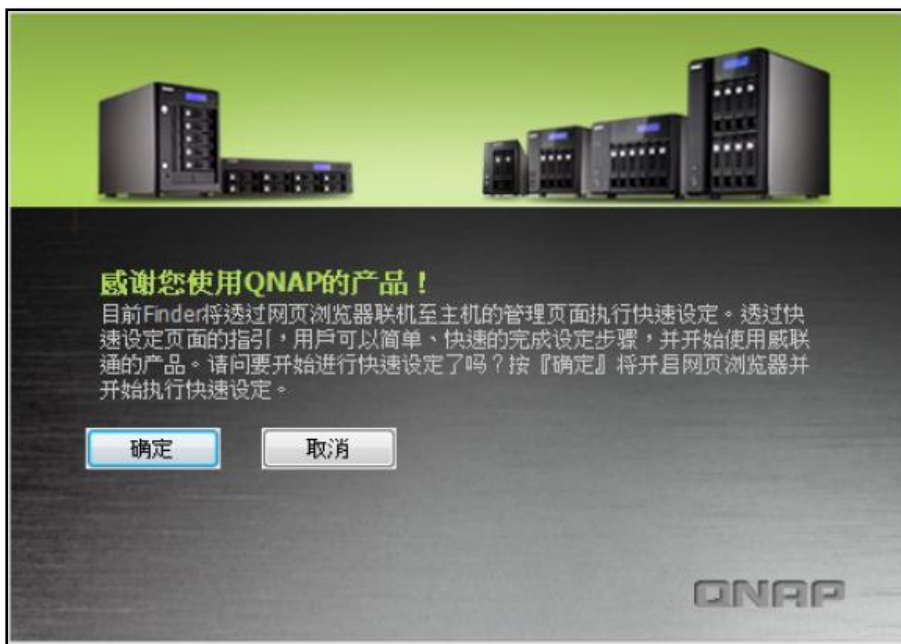 感谢您使用QNAP的产品！
目前Finder将透过网页浏览器联机至主机的管理页面执行快速设定。透过快
速设定页面的指引，用戶可以简单、快速的完成设定步骤，并开始使用威联
通的产品。请问要开始进行快速设定了吗？按『确定』将开启网页浏览器并
开始执行快速设定。
确定
取消
QNAP